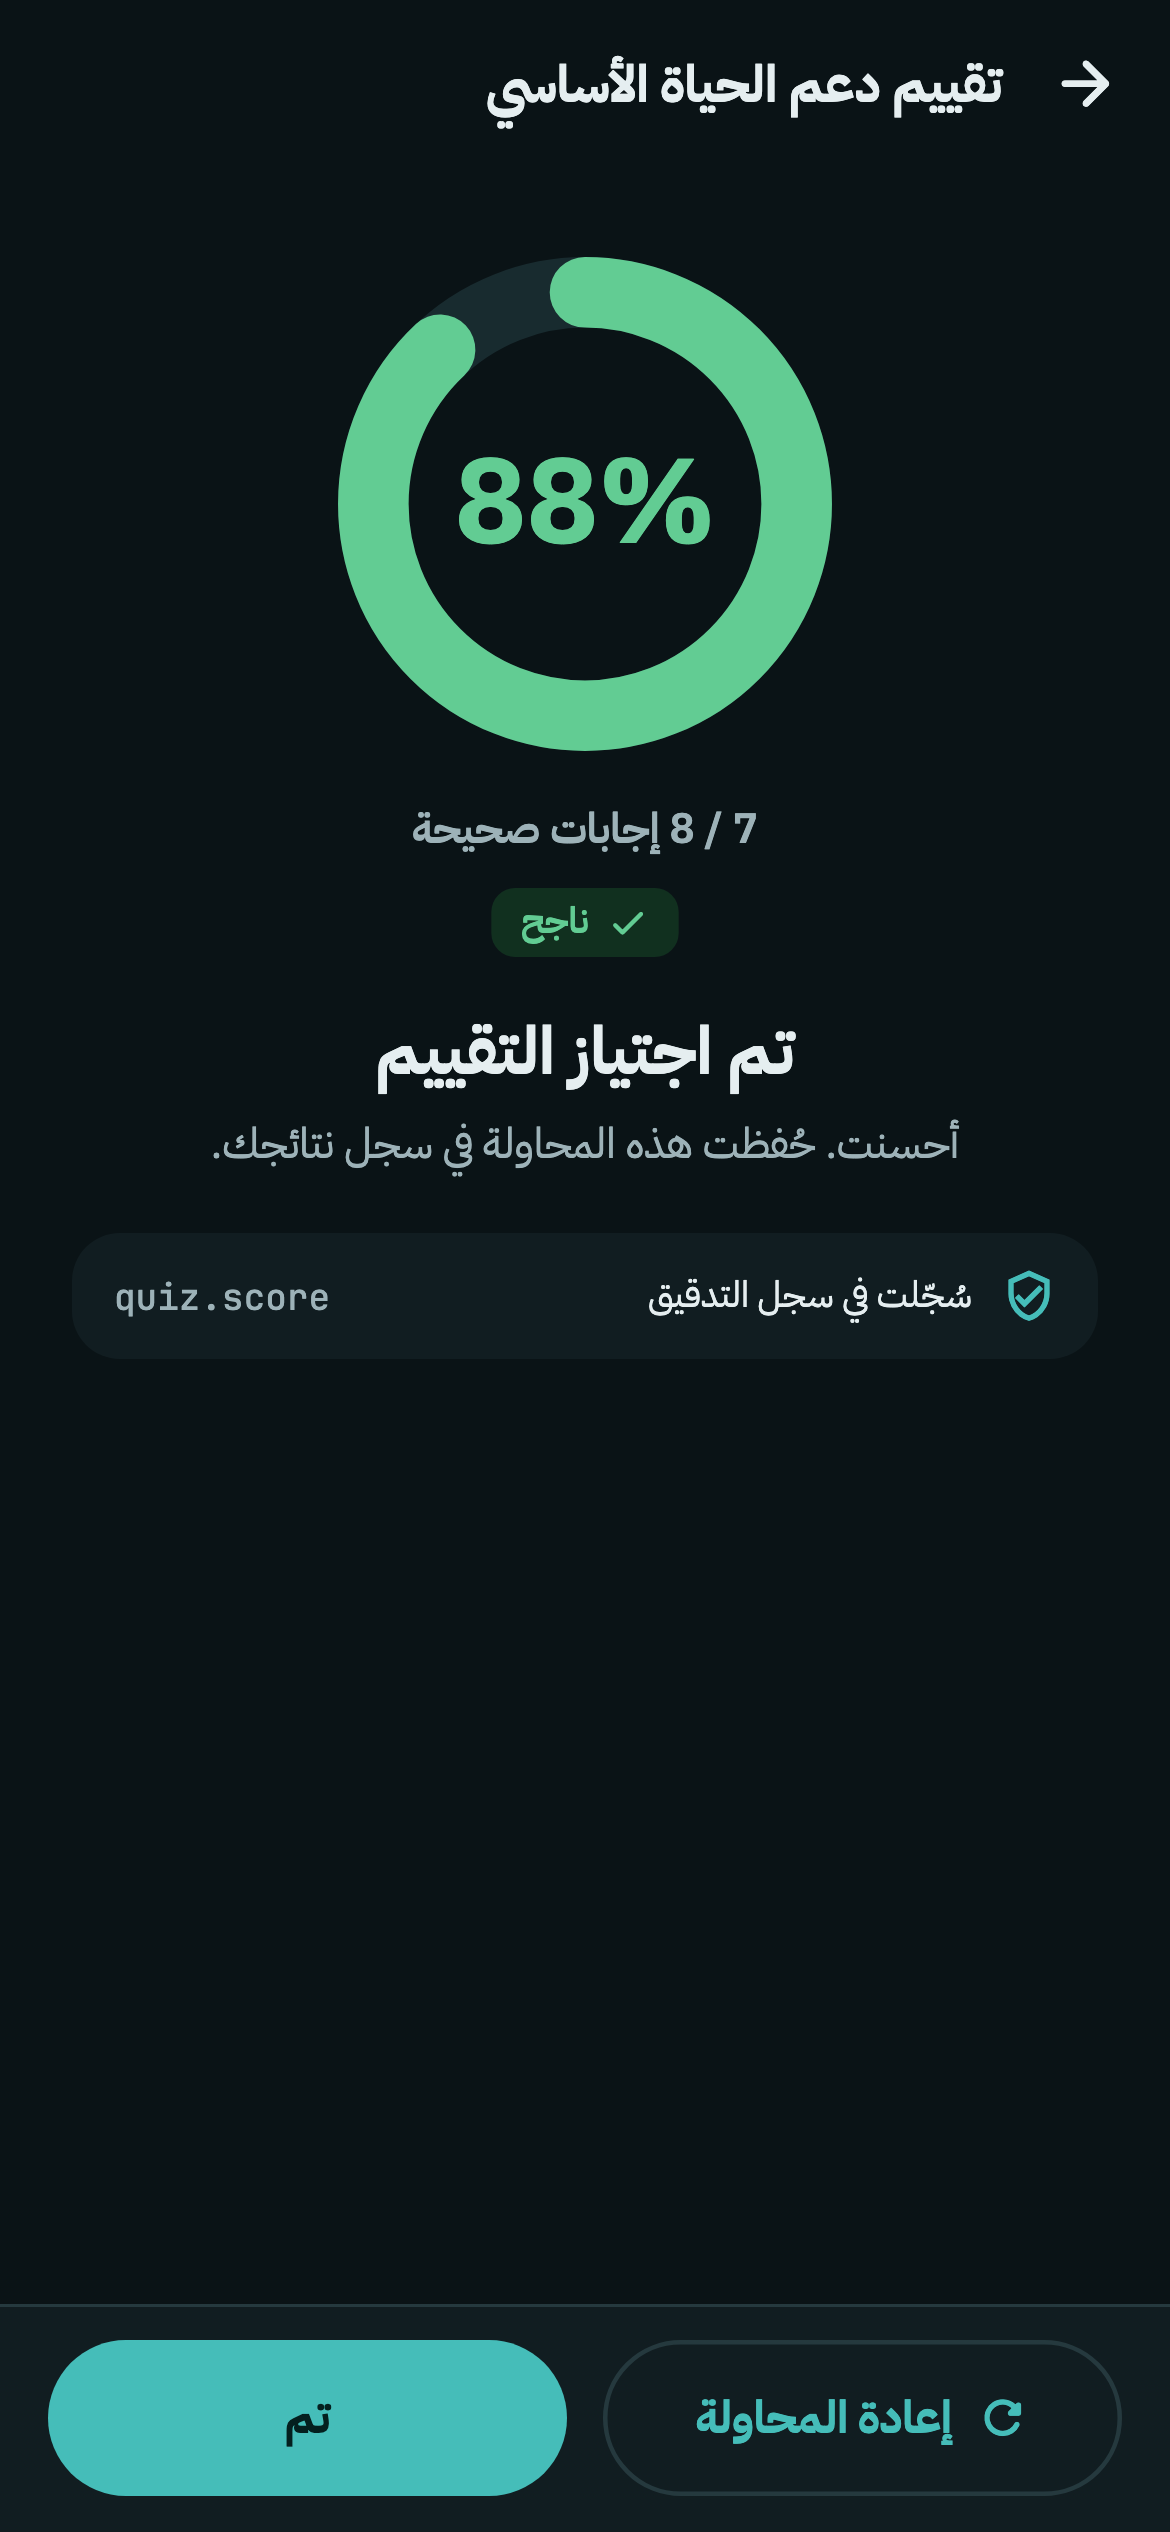 تقييم دعم الحياة الأساسي
88%
7 / 8 إجابات صحيحة
ناجح
تم اجتياز التقييم
أحسنت. حُفظت هذه المحاولة في سجل نتائجك.
سُجّلت في سجل التدقيق quiz.score
إعادة المحاولة
تم